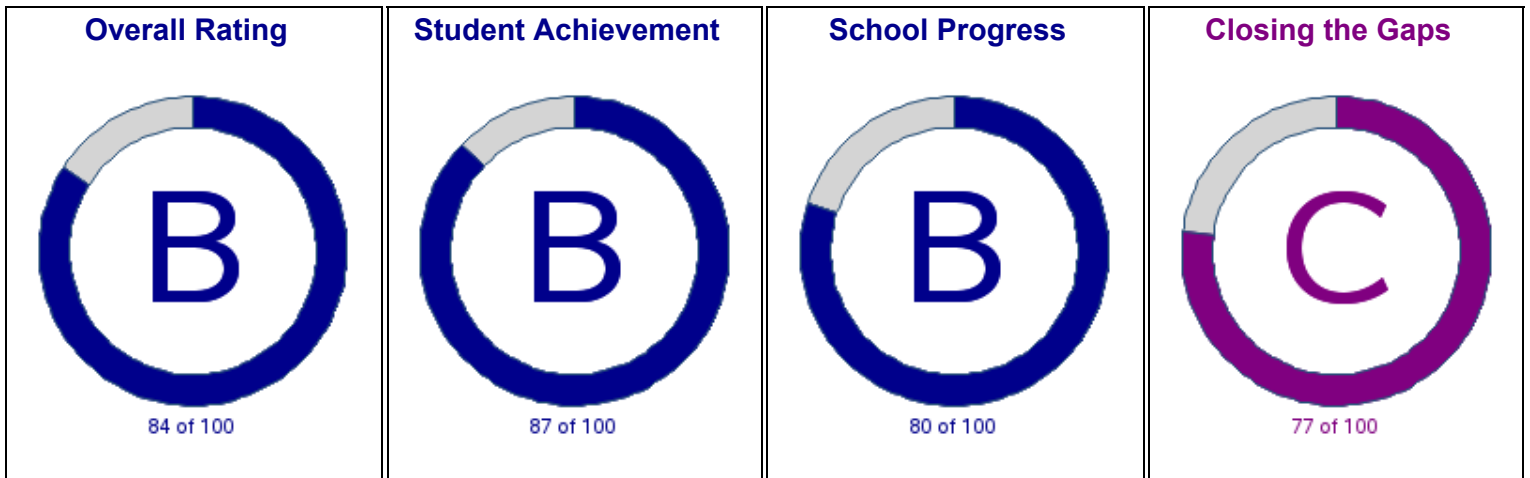 Overall Rating
B
84 of 100
Student Achievement
B
87 of 100
School Progress
B
80 of 100
Closing the Gaps
C
77 of 100